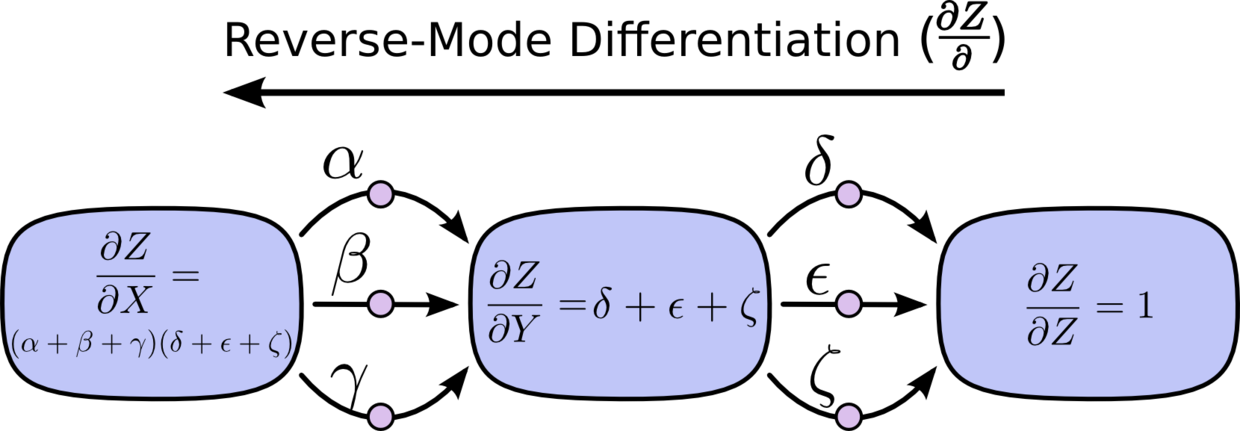 Reverse-Mode Differentiation (∂Z/∂)
α
δ
β
ϵ
γ
ζ
∂Z/∂X =
(α + β + γ)(δ + ϵ + ζ)
∂Z/∂Y = δ + ϵ + ζ
∂Z/∂Z = 1